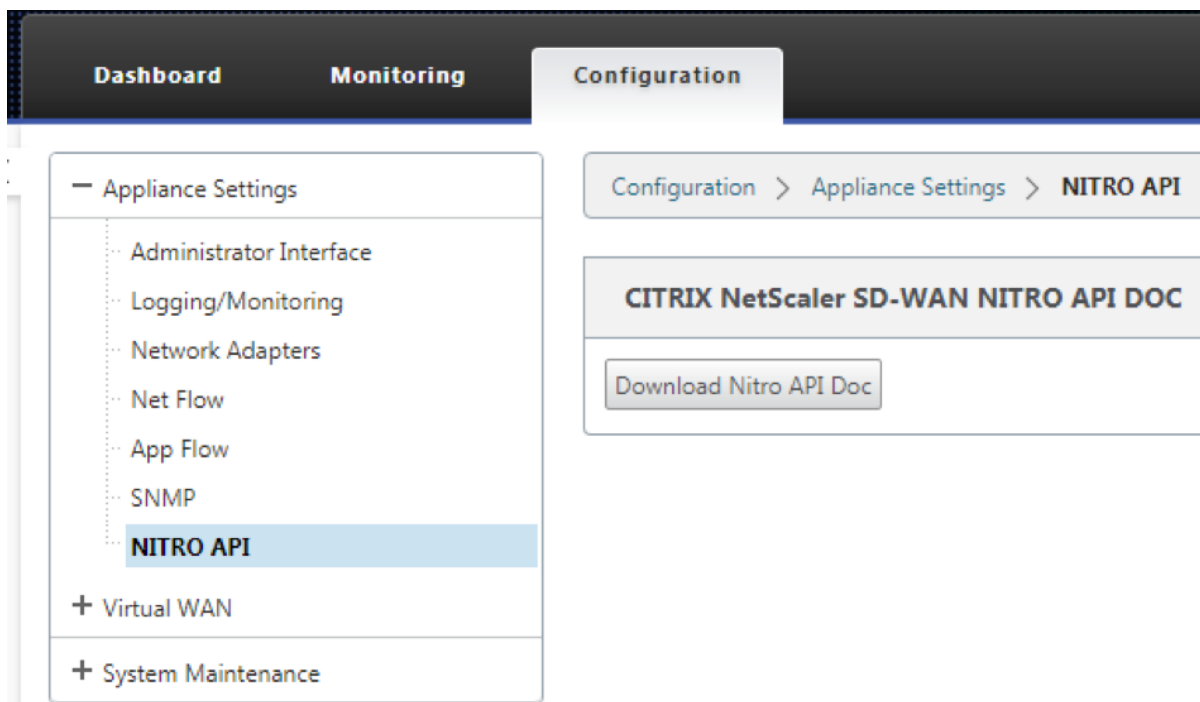 Dashboard Monitoring Configuration
Appliance Settings
Configuration > Appliance Settings > NITRO API
Administrator Interface
Logging/Monitoring
Network Adapters
Net Flow
App Flow
SNMP
NITRO API
Virtual WAN
System Maintenance
CITRIX NetScaler SD-WAN NITRO API DOC
Download Nitro API Doc